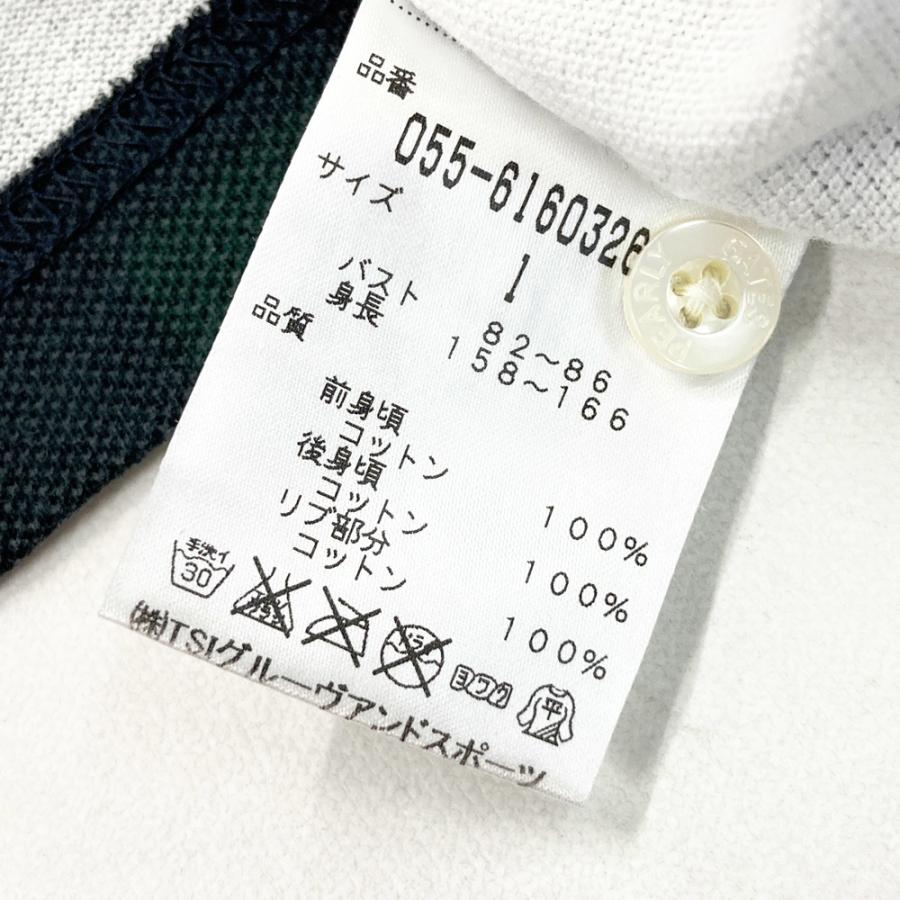 品番
055-6160326
サイズ
1
バスト 82~86
身長 158~166
品質
前身頃
コットン 100%
後身頃
コットン 100%
リブ部分
コットン 100%
手洗イ
30
ヨワク
平
(株)TSIグルーヴアンドスポーツ
PEARLY GATES